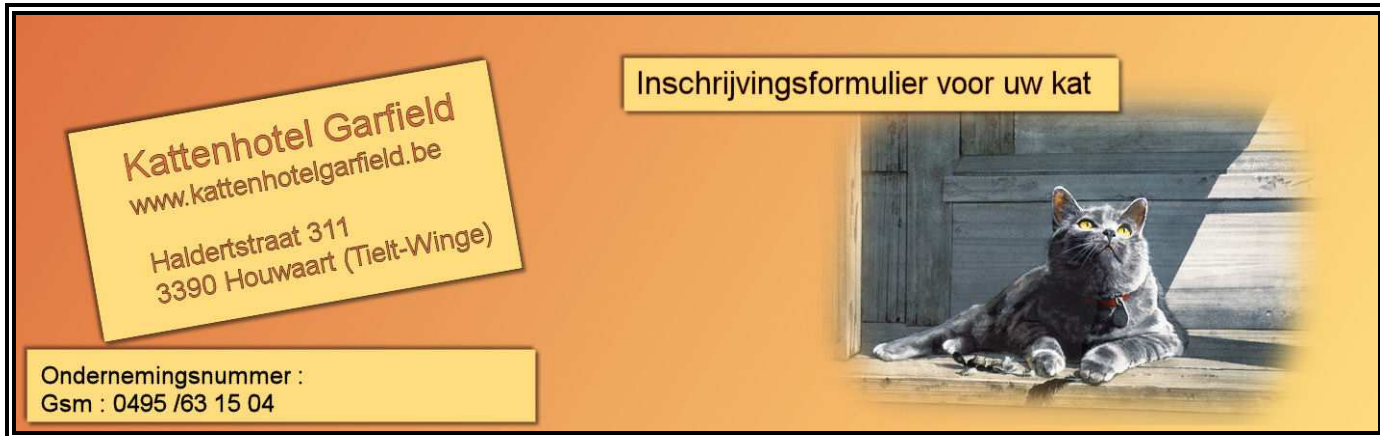 Inschrijvingsformulier voor uw kat
Kattenhotel Garfield
www.kattenhotelgarfield.be
Haldertstraat 311
3390 Houwaart (Tielt-Winge)
Ondernemingsnummer :
Gsm : 0495 /63 15 04